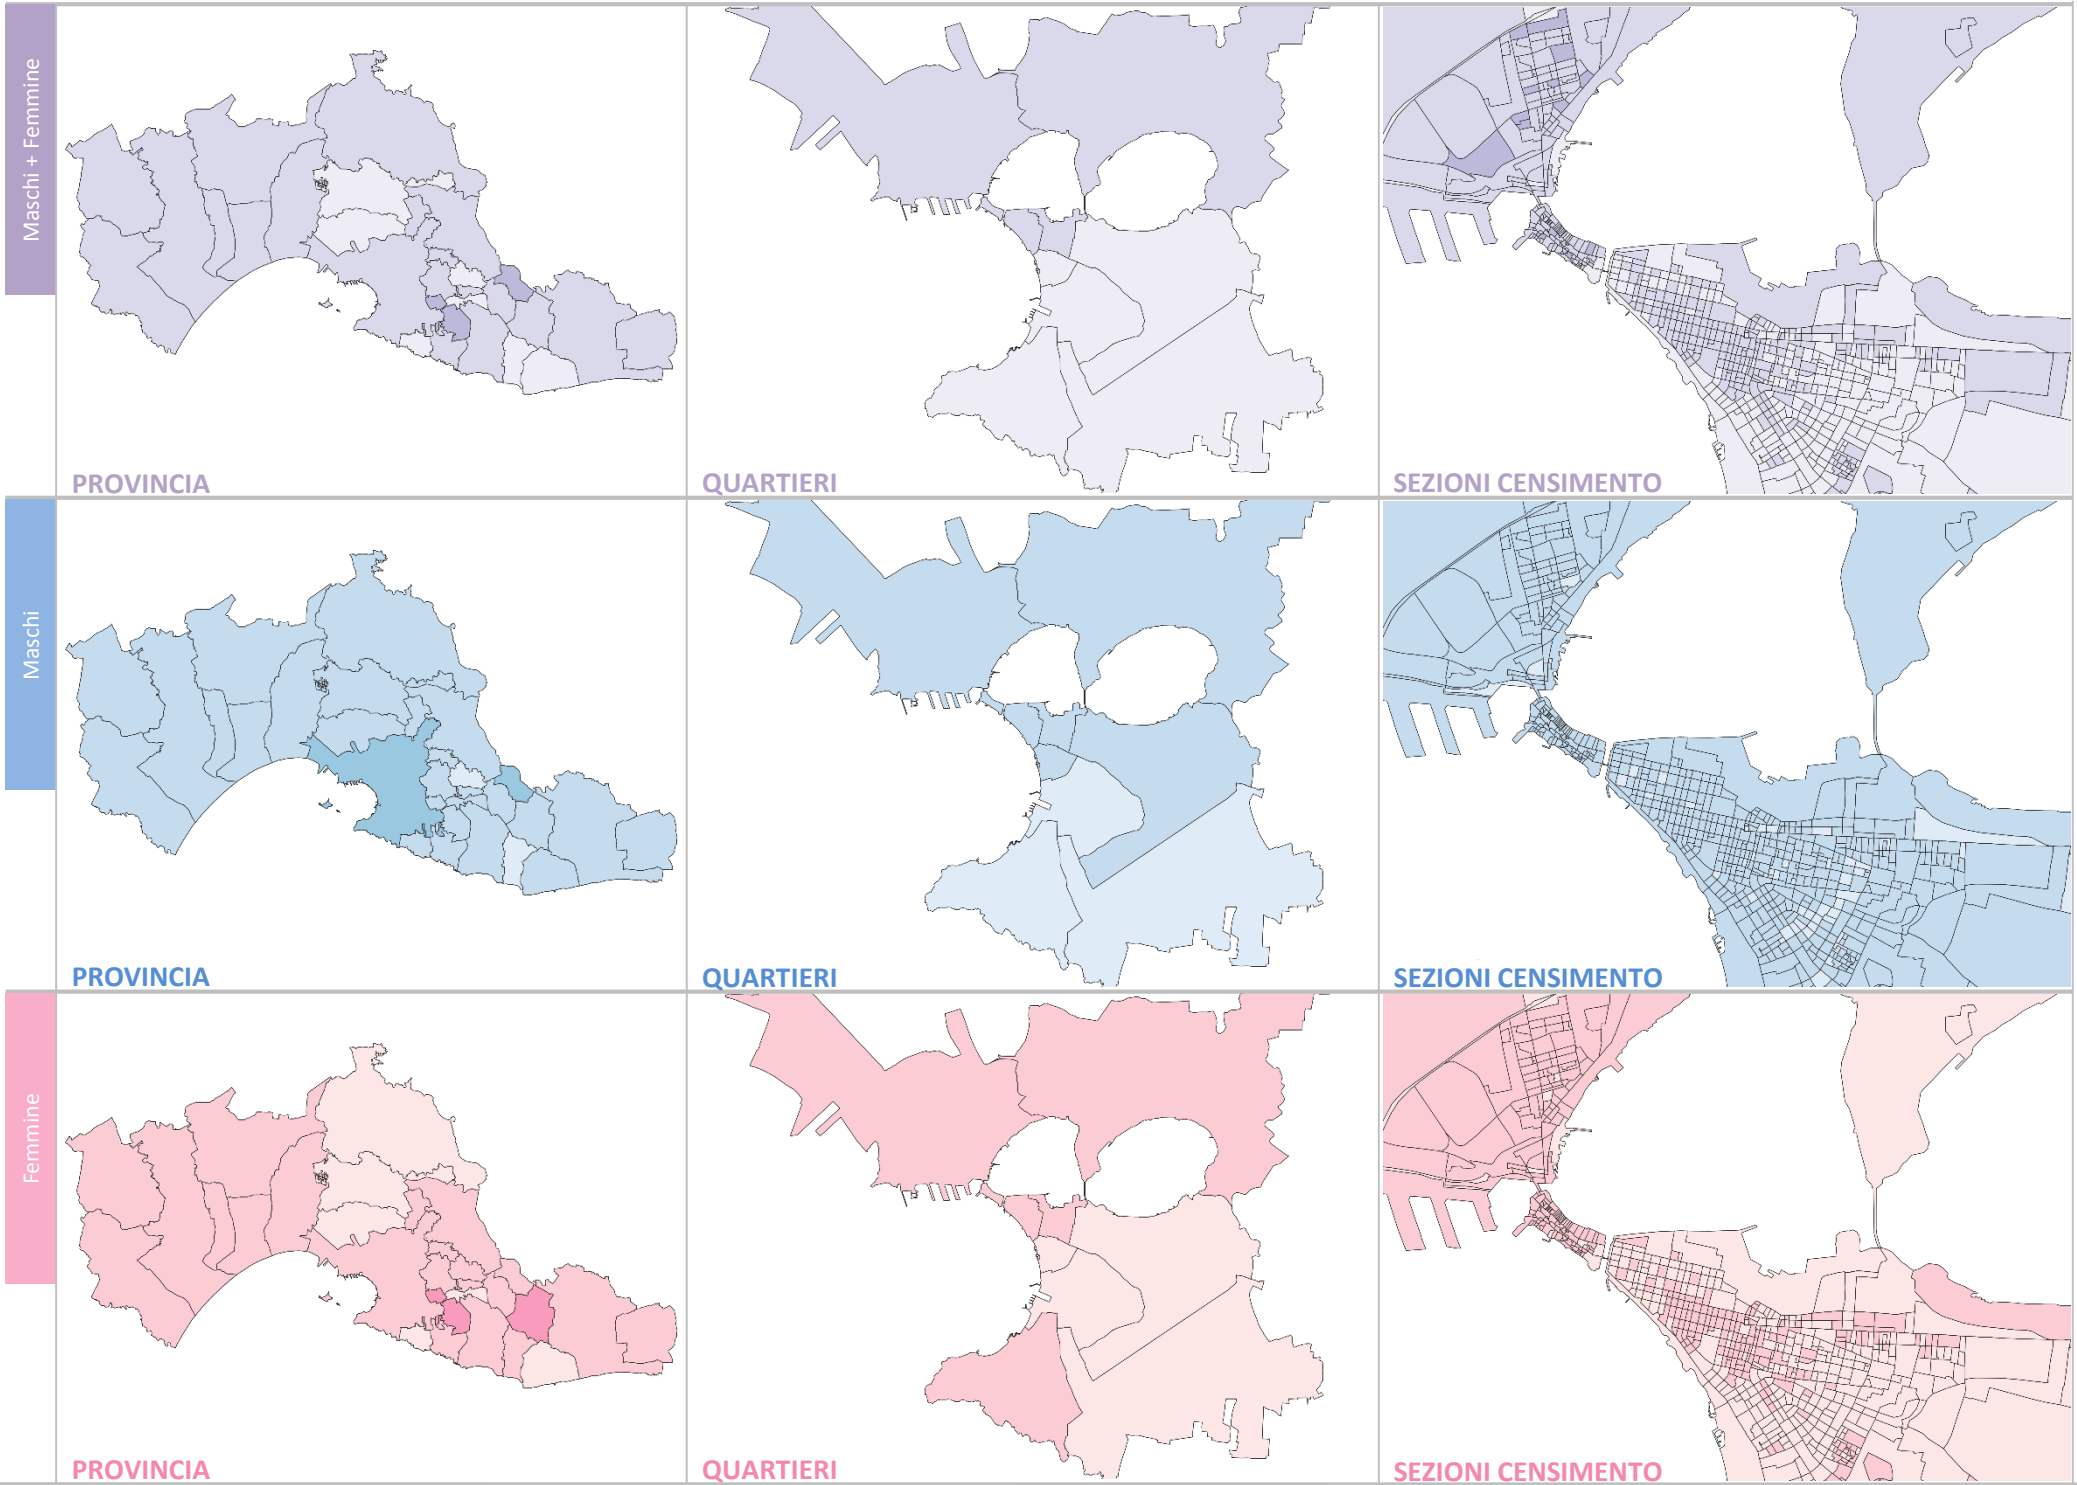 Maschi + Femmine
PROVINCIA
QUARTIERI
SEZIONI CENSIMENTO
Maschi
PROVINCIA
QUARTIERI
SEZIONI CENSIMENTO
Femmine
PROVINCIA
QUARTIERI
SEZIONI CENSIMENTO